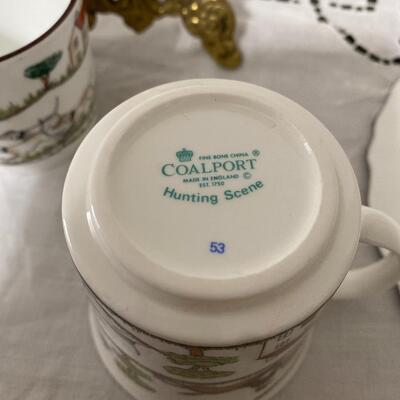 FINE BONE CHINA ®
COALPORT
MADE IN ENGLAND ©
EST. 1750
Hunting Scene
53